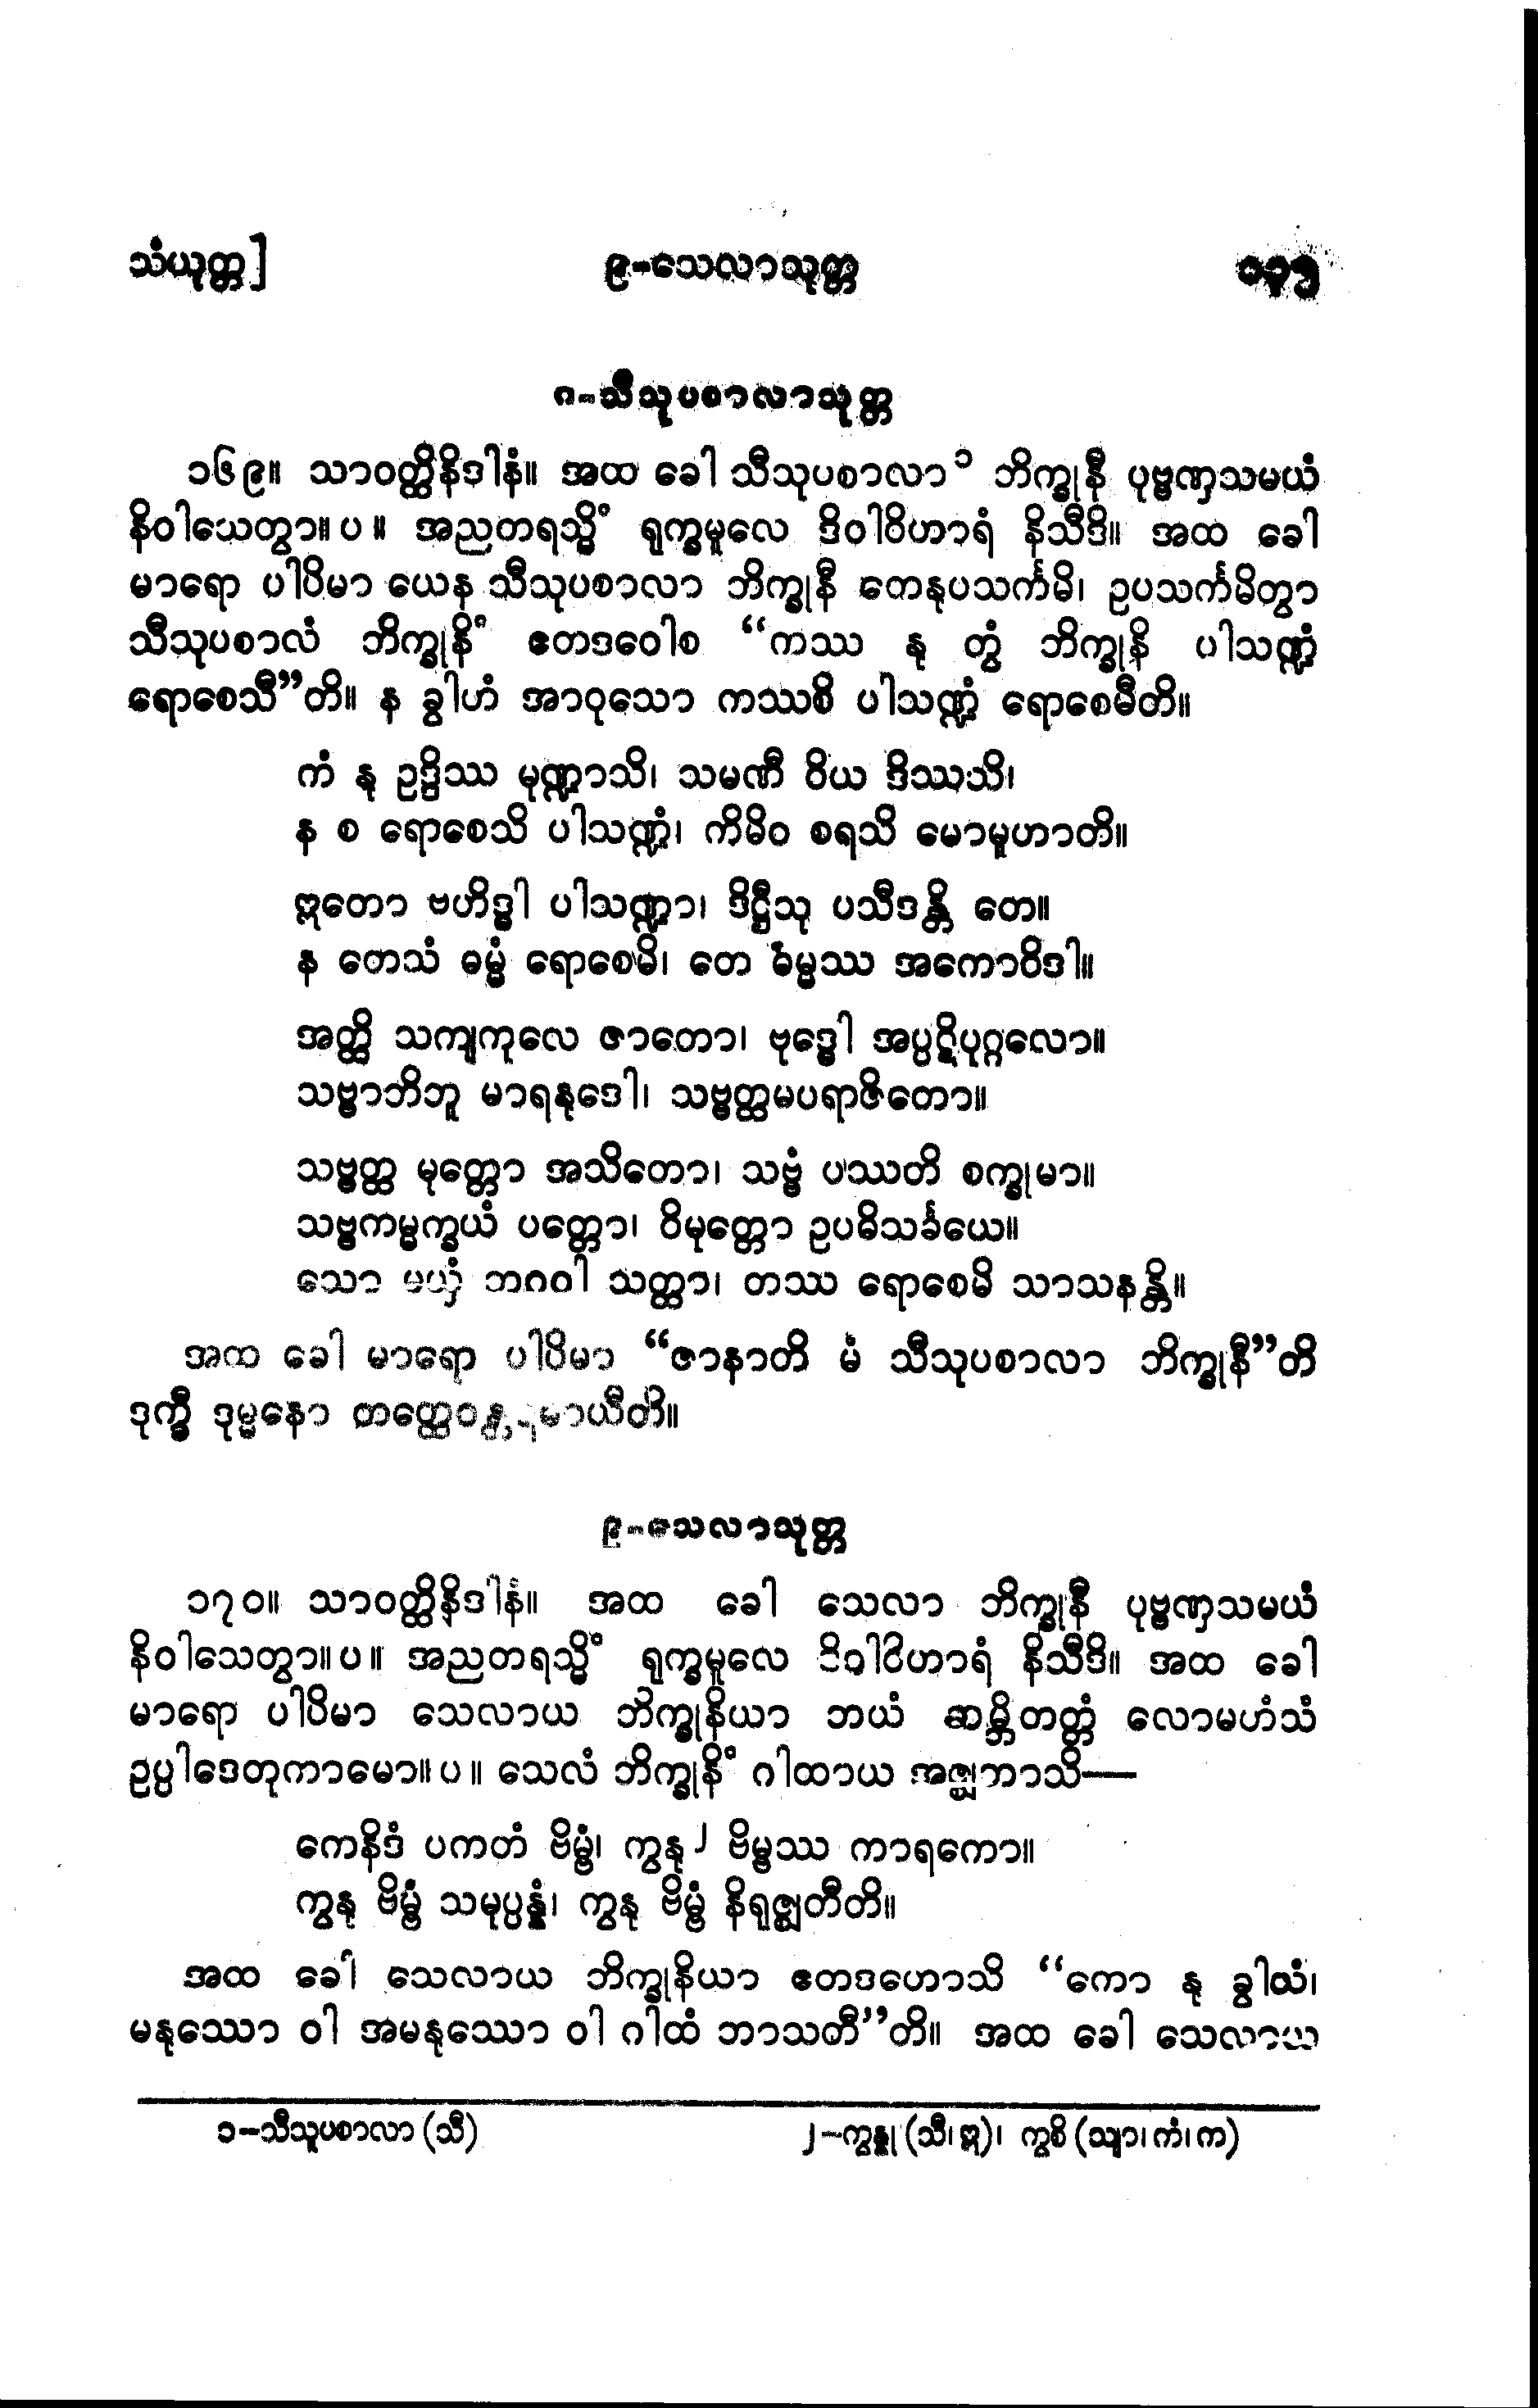 သံယုတ္တ]
၉-သေလာသုတ္တ
၈-သီသုပစာလာသုတ္တ
၁၆၉။ သာဝတ္ထိနိဒါနံ။ အထ ခေါ သီသုပစာလာ၁ ဘိက္ခုနီ ပုဗ္ဗဏှသမယံ
နိဝါသေတွာ။ပ။ အညတရသ္မိံ ရုက္ခမူလေ ဒိဝါဝိဟာရံ နိသီဒိ။ အထ ခေါ
မာရော ပါပိမာ ယေန သီသုပစာလာ ဘိက္ခုနီ တေနုပသင်္ကမိ၊ ဥပသင်္ကမိတွာ
သီသုပစာလံ ဘိက္ခုနိံ ဧတဒဝေါစ “ကဿ နု တွံ ဘိက္ခုနိ ပါသဏ္ဍံ
ရောစေသီ”တိ။ န ခွါဟံ အာဝုသော ကဿစိ ပါသဏ္ဍံ ရောစေမီတိ။
ကံ နု ဥဒ္ဒိဿ မုဏ္ဍာသိ၊ သမဏီ ဝိယ ဒိဿသိ၊
န စ ရောစေသိ ပါသဏ္ဍံ၊ ကိမိဝ စရသိ မောမူဟာတိ။
ဣတော ဗဟိဒ္ဓါ ပါသဏ္ဍာ၊ ဒိဋ္ဌီသု ပသီဒန္တိ တေ။
န တေသံ ဓမ္မံ ရောစေမိ၊ တေ ဓမ္မဿ အကောဝိဒါ။
အတ္ထိ သကျကုလေ ဇာတော၊ ဗုဒ္ဓေါ အပ္ပဋိပုဂ္ဂလော။
သဗ္ဗာဘိဘူ မာရနုဒေါ၊ သဗ္ဗတ္ထမပရာဇိတော။
သဗ္ဗတ္ထ မုတ္တော အသိတော၊ သဗ္ဗံ ပဿတိ စက္ခုမာ။
သဗ္ဗကမ္မက္ခယံ ပတ္တော၊ ဝိမုတ္တော ဥပဓိသင်္ခယေ။
သော မယှံ ဘဂဝါ သတ္ထာ၊ တဿ ရောစေမိ သာသနန္တိ။
အထ ခေါ မာရော ပါပိမာ “ဇာနာတိ မံ သီသုပစာလာ ဘိက္ခုနီ”တိ
ဒုက္ခီ ဒုမ္မနော တတ္ထေဝန္တရမာယီတိ။
၉-သေလာသုတ္တ
၁၇၀။ သာဝတ္ထိနိဒါနံ။ အထ ခေါ သေလာ ဘိက္ခုနီ ပုဗ္ဗဏှသမယံ
နိဝါသေတွာ။ပ။ အညတရသ္မိံ ရုက္ခမူလေ ဒိဝါဝိဟာရံ နိသီဒိ။ အထ ခေါ
မာရော ပါပိမာ သေလာယ ဘိက္ခုနိယာ ဘယံ ဆမ္ဘိတတ္တံ လောမဟံသံ
ဥပ္ပါဒေတုကာမော။ပ။ သေလံ ဘိက္ခုနိံ ဂါထာယ အဇ္ဈဘာသိ—
ကေနိဒံ ပကတံ ဗိမ္ဗံ၊ ကွနု၂ ဗိမ္ဗဿ ကာရကော။
ကွနု ဗိမ္ဗံ သမုပ္ပန္နံ၊ ကွနု ဗိမ္ဗံ နိရုဇ္ဈတီတိ။
အထ ခေါ သေလာယ ဘိက္ခုနိယာ ဧတဒဟောသိ “ကော နု ခွါယံ၊
မနုဿော ဝါ အမနုဿော ဝါ ဂါထံ ဘာသတီ”တိ။ အထ ခေါ သေလာယ
၁-သီသူပစာလာ (သီ)
၂-ကွန္နု (သီ၊ ဣ)၊ ကွစိ (သျာ၊ ကံ၊ က)